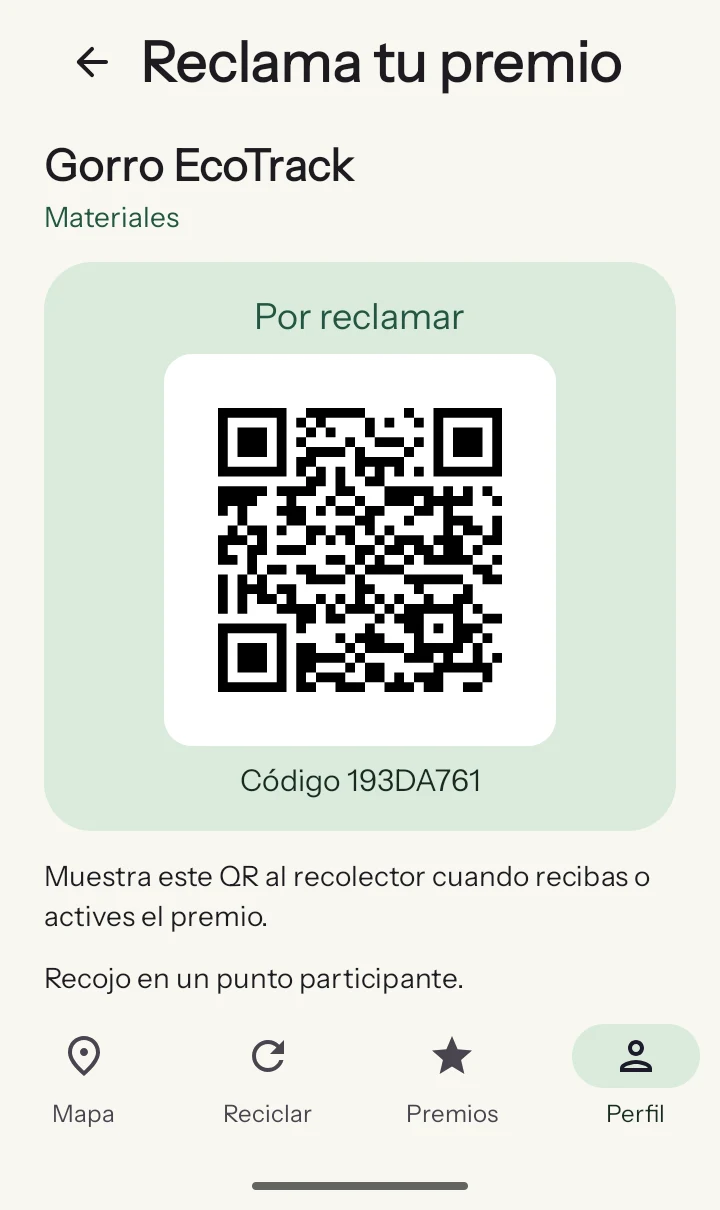 Reclama tu premio
Gorro EcoTrack
Materiales
Por reclamar
Código 193DA761
Muestra este QR al recolector cuando recibas o
actives el premio.
Recojo en un punto participante.
Mapa
Reciclar
Premios
Perfil